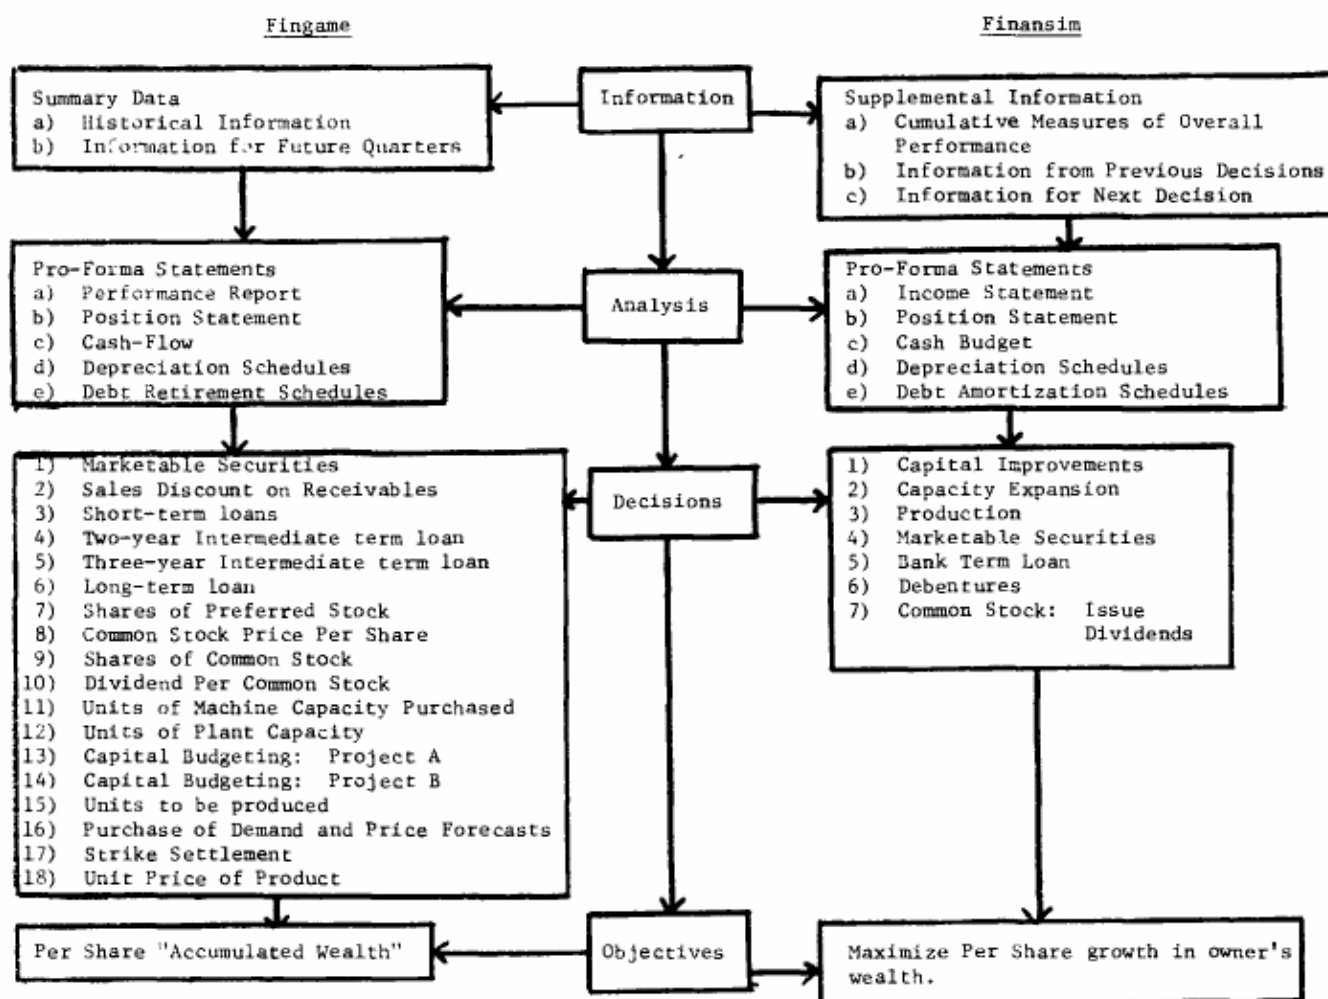 Fingame
Finansim
Information
Summary Data
a) Historical Information
b) Information for Future Quarters
Supplemental Information
a) Cumulative Measures of Overall
Performance
b) Information from Previous Decisions
c) Information for Next Decision
Analysis
Pro-Forma Statements
a) Performance Report
b) Position Statement
c) Cash-Flow
d) Depreciation Schedules
e) Debt Retirement Schedules
Pro-Forma Statements
a) Income Statement
b) Position Statement
c) Cash Budget
d) Depreciation Schedules
e) Debt Amortization Schedules
Decisions
1) Marketable Securities
2) Sales Discount on Receivables
3) Short-term loans
4) Two-year Intermediate term loan
5) Three-year Intermediate term loan
6) Long-term loan
7) Shares of Preferred Stock
8) Common Stock Price Per Share
9) Shares of Common Stock
10) Dividend Per Common Stock
11) Units of Machine Capacity Purchased
12) Units of Plant Capacity
13) Capital Budgeting: Project A
14) Capital Budgeting: Project B
15) Units to be produced
16) Purchase of Demand and Price Forecasts
17) Strike Settlement
18) Unit Price of Product
1) Capital Improvements
2) Capacity Expansion
3) Production
4) Marketable Securities
5) Bank Term Loan
6) Debentures
7) Common Stock: Issue
Dividends
Objectives
Per Share "Accumulated Wealth"
Maximize Per Share growth in owner's
wealth.